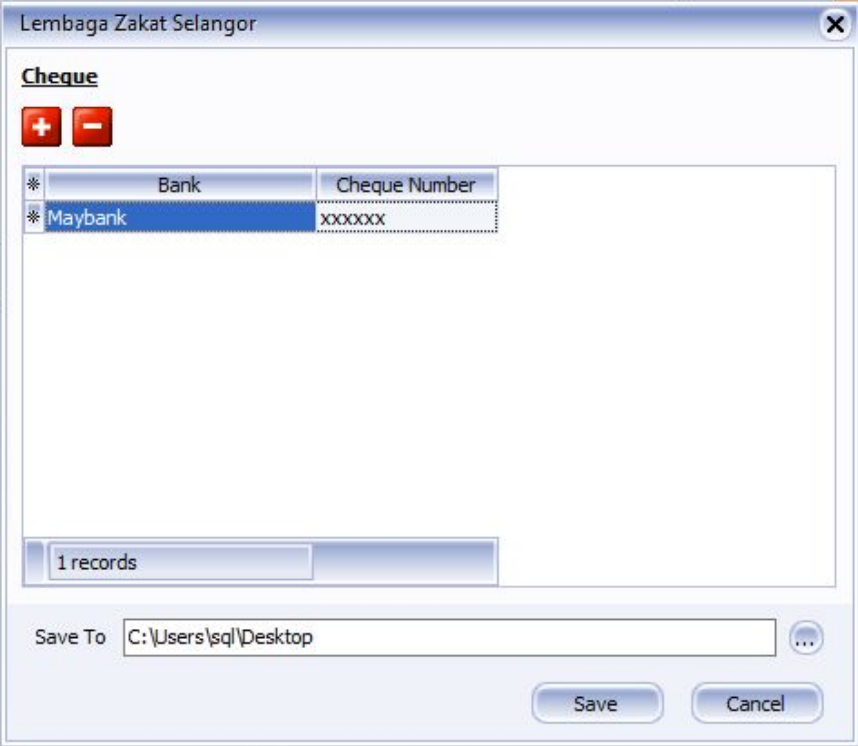 Lembaga Zakat Selangor
Cheque
Bank Cheque Number
Maybank xxxxxx
1 records
Save To C:\Users\sql\Desktop ...
Save Cancel